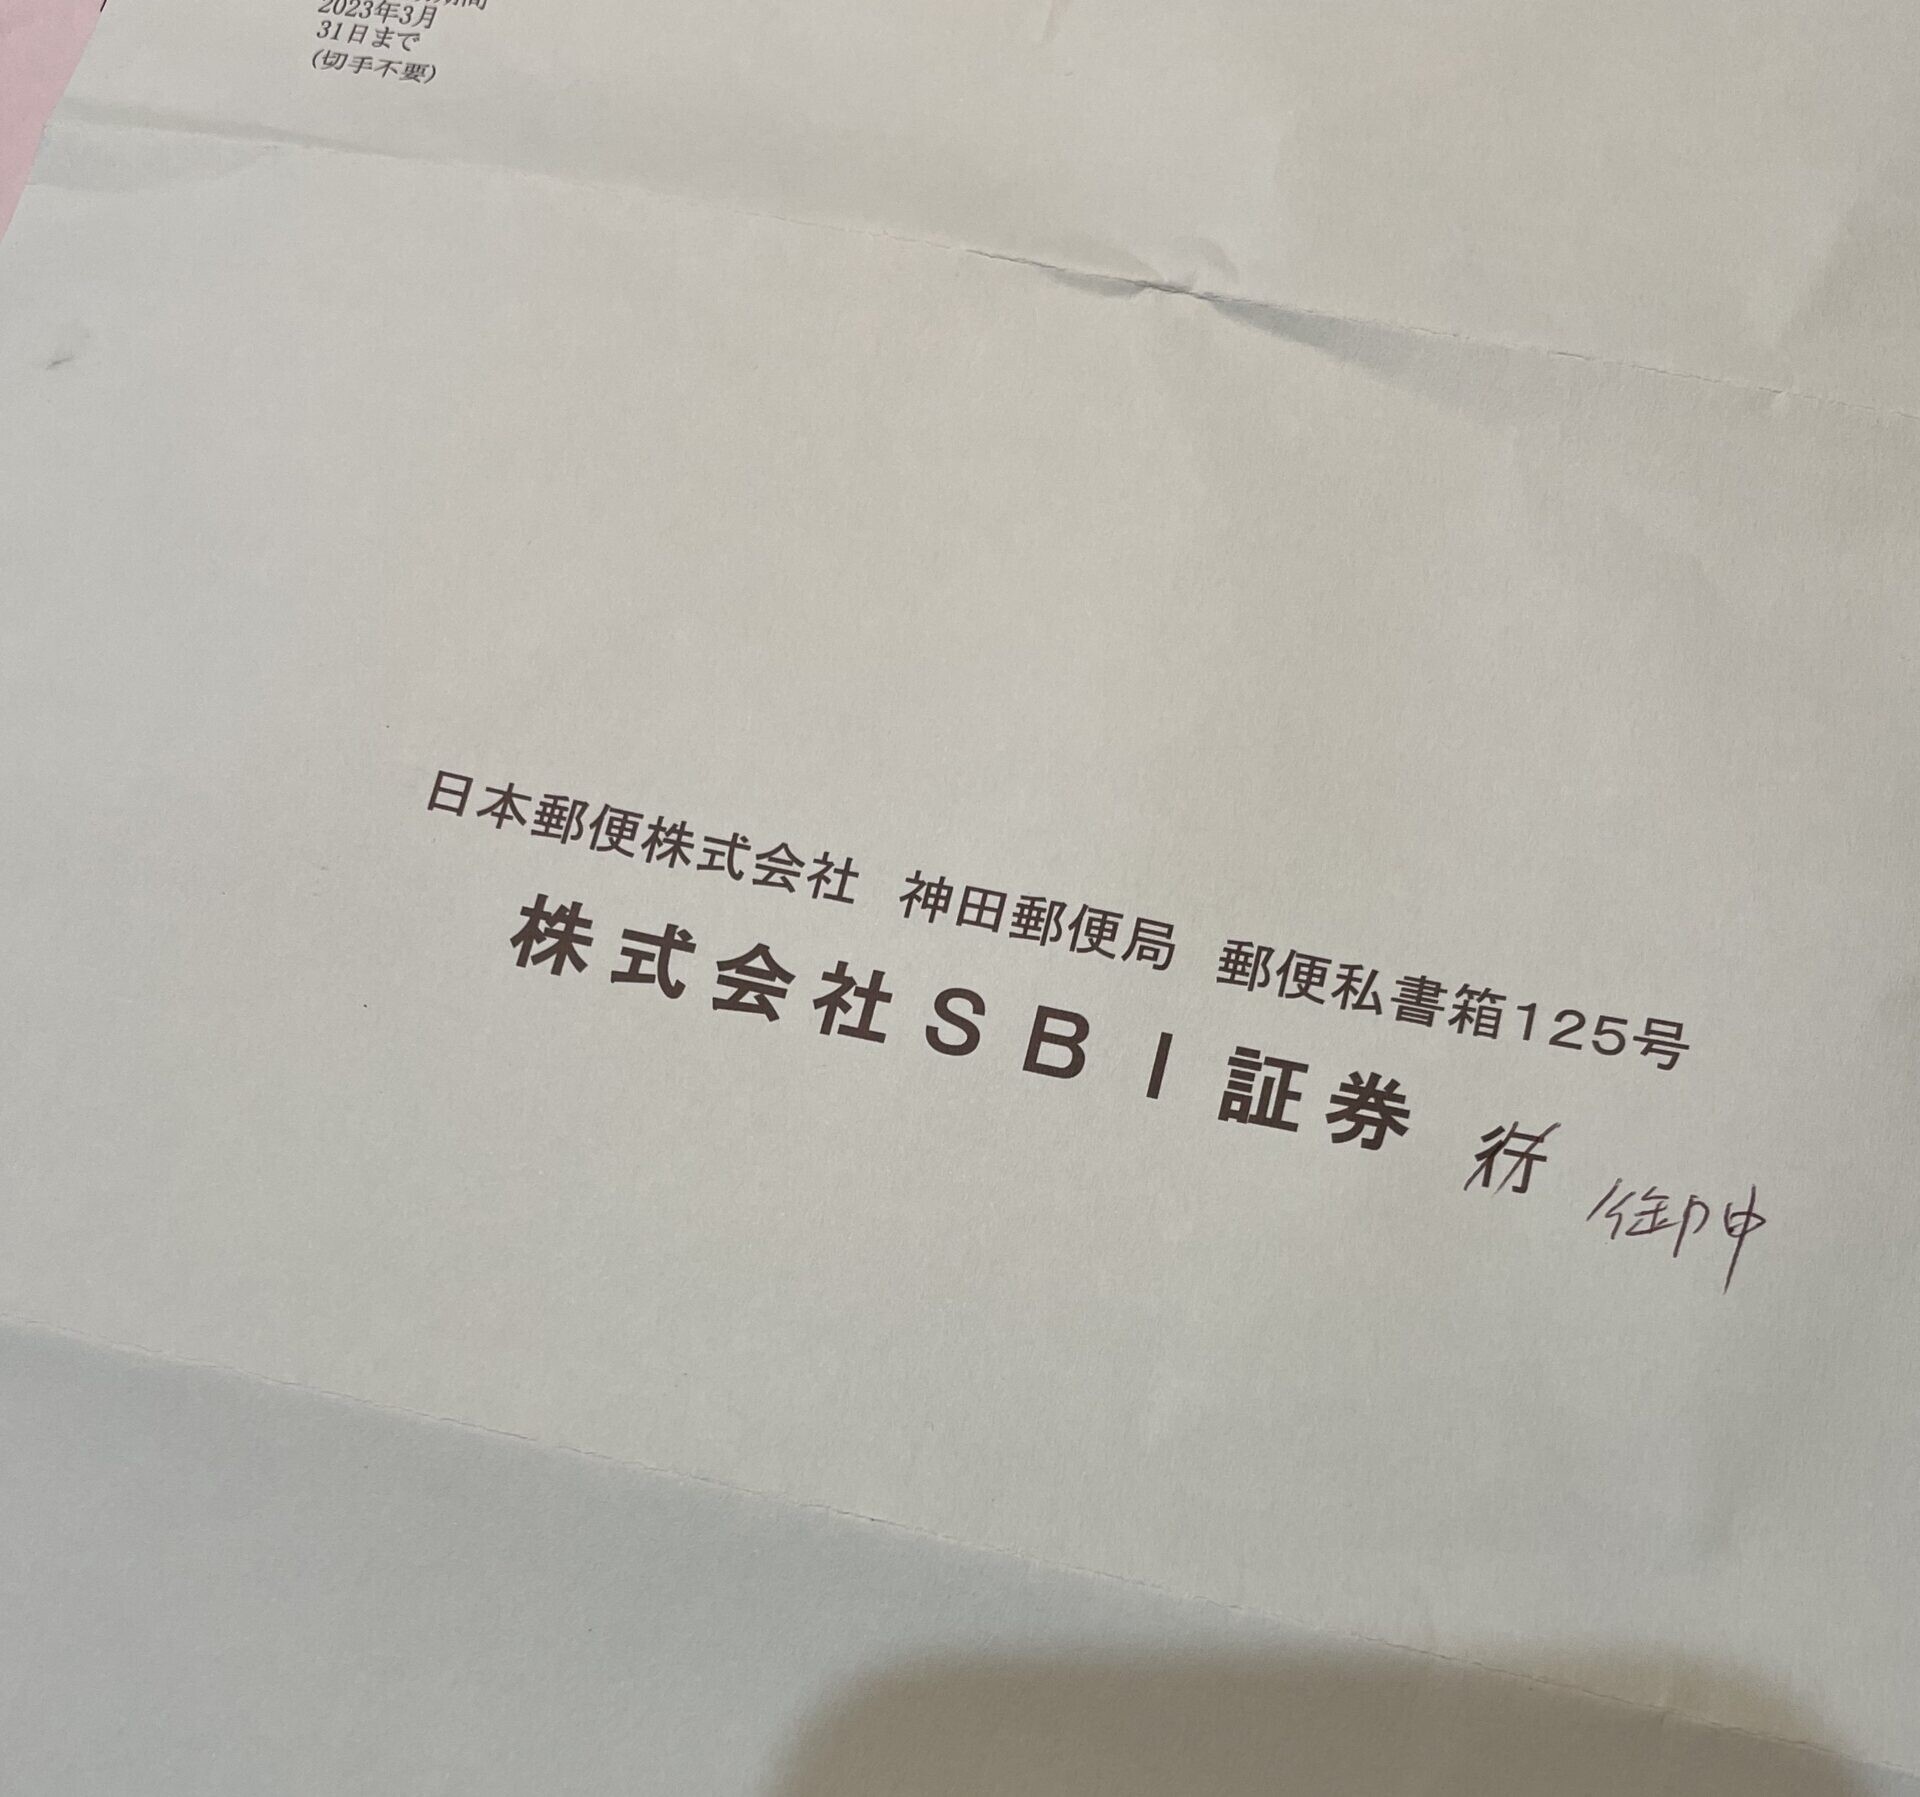 2023年3月
31日まで
(切手不要)
日本郵便株式会社 神田郵便局 郵便私書箱125号
株式会社SBI証券 行 御中